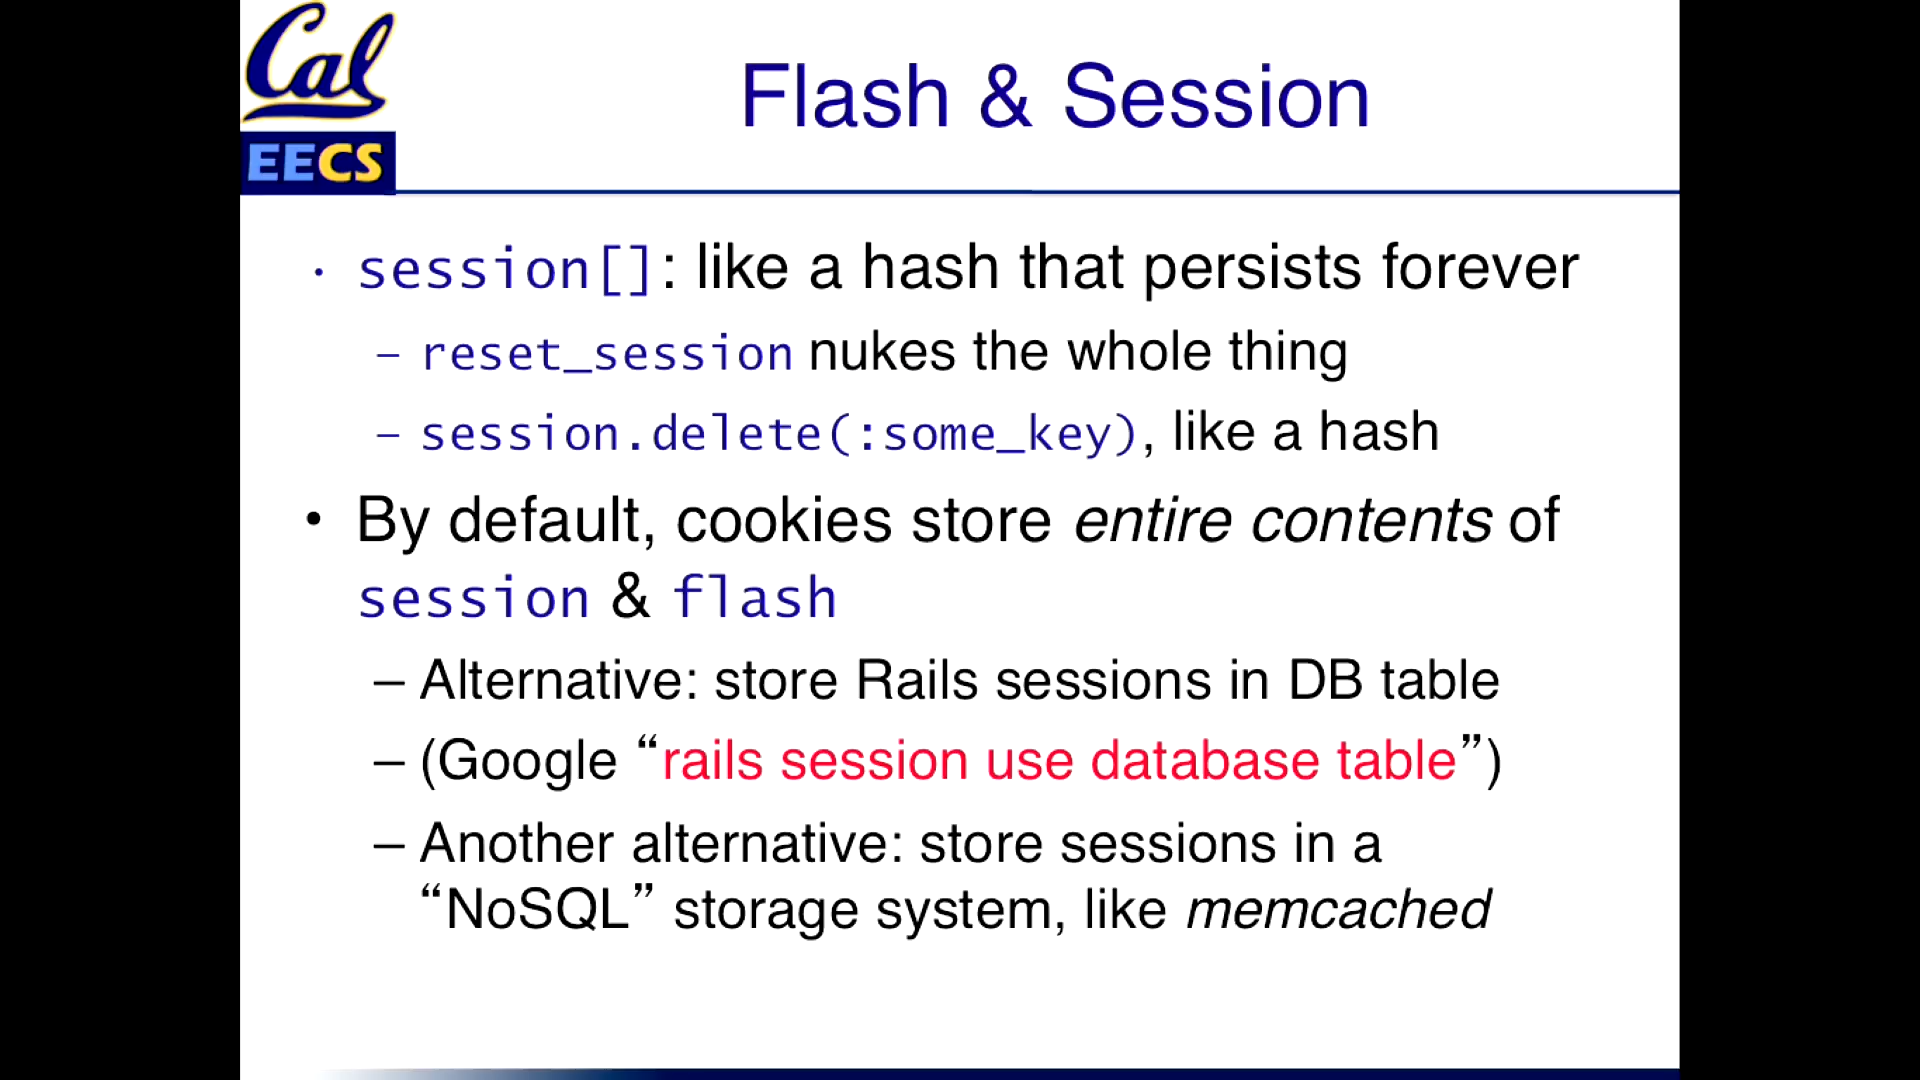 Cal
EECS
Flash & Session
• session[]: like a hash that persists forever
– reset_session nukes the whole thing
– session.delete(:some_key), like a hash
• By default, cookies store entire contents of
session & flash
– Alternative: store Rails sessions in DB table
– (Google “rails session use database table”)
– Another alternative: store sessions in a
“NoSQL” storage system, like memcached